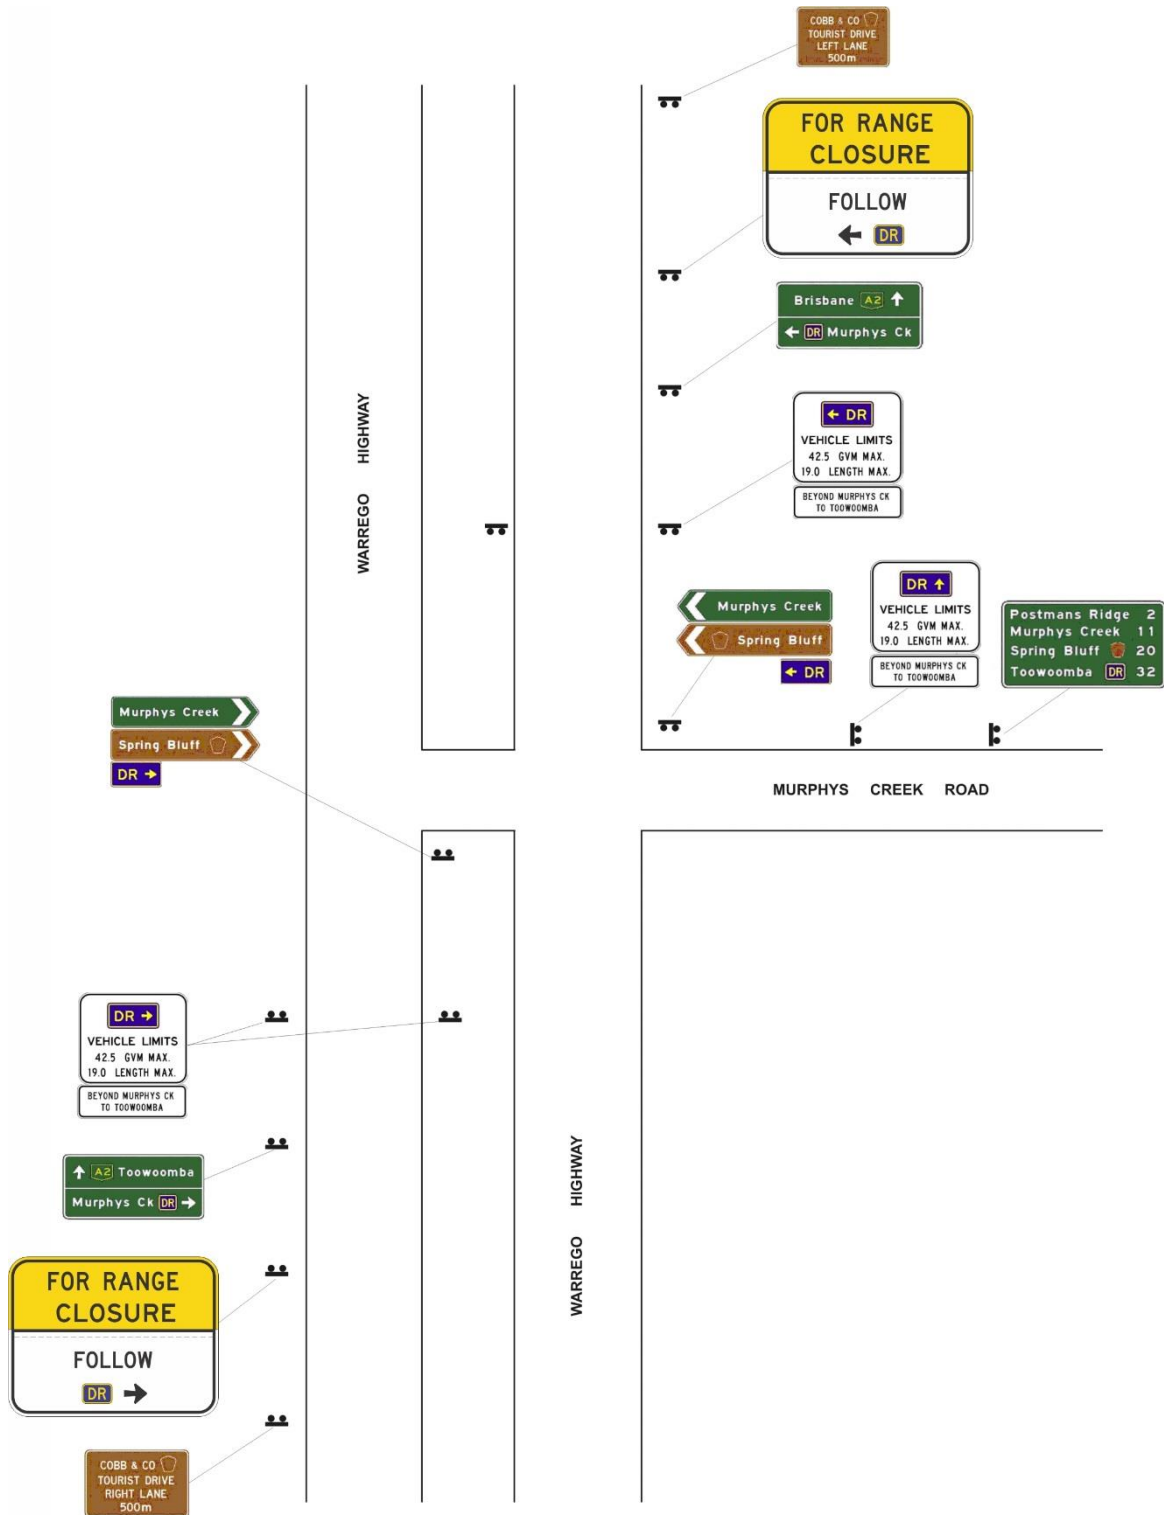 COBB & CO
TOURIST DRIVE
LEFT LANE
500m
FOR RANGE
CLOSURE
FOLLOW
← DR
Brisbane A2 ↑
← DR Murphys Ck
← DR
VEHICLE LIMITS
42.5 GVM MAX.
19.0 LENGTH MAX.
BEYOND MURPHYS CK
TO TOOWOOMBA
WARREGO HIGHWAY
Murphys Creek
Spring Bluff
← DR
DR ↑
VEHICLE LIMITS
42.5 GVM MAX.
19.0 LENGTH MAX.
BEYOND MURPHYS CK
TO TOOWOOMBA
Postmans Ridge 2
Murphys Creek 11
Spring Bluff 20
Toowoomba DR 32
Murphys Creek
Spring Bluff
DR →
MURPHYS CREEK ROAD
DR →
VEHICLE LIMITS
42.5 GVM MAX.
19.0 LENGTH MAX.
BEYOND MURPHYS CK
TO TOOWOOMBA
↑ A2 Toowoomba
Murphys Ck DR →
WARREGO HIGHWAY
FOR RANGE
CLOSURE
FOLLOW
DR →
COBB & CO
TOURIST DRIVE
RIGHT LANE
500m